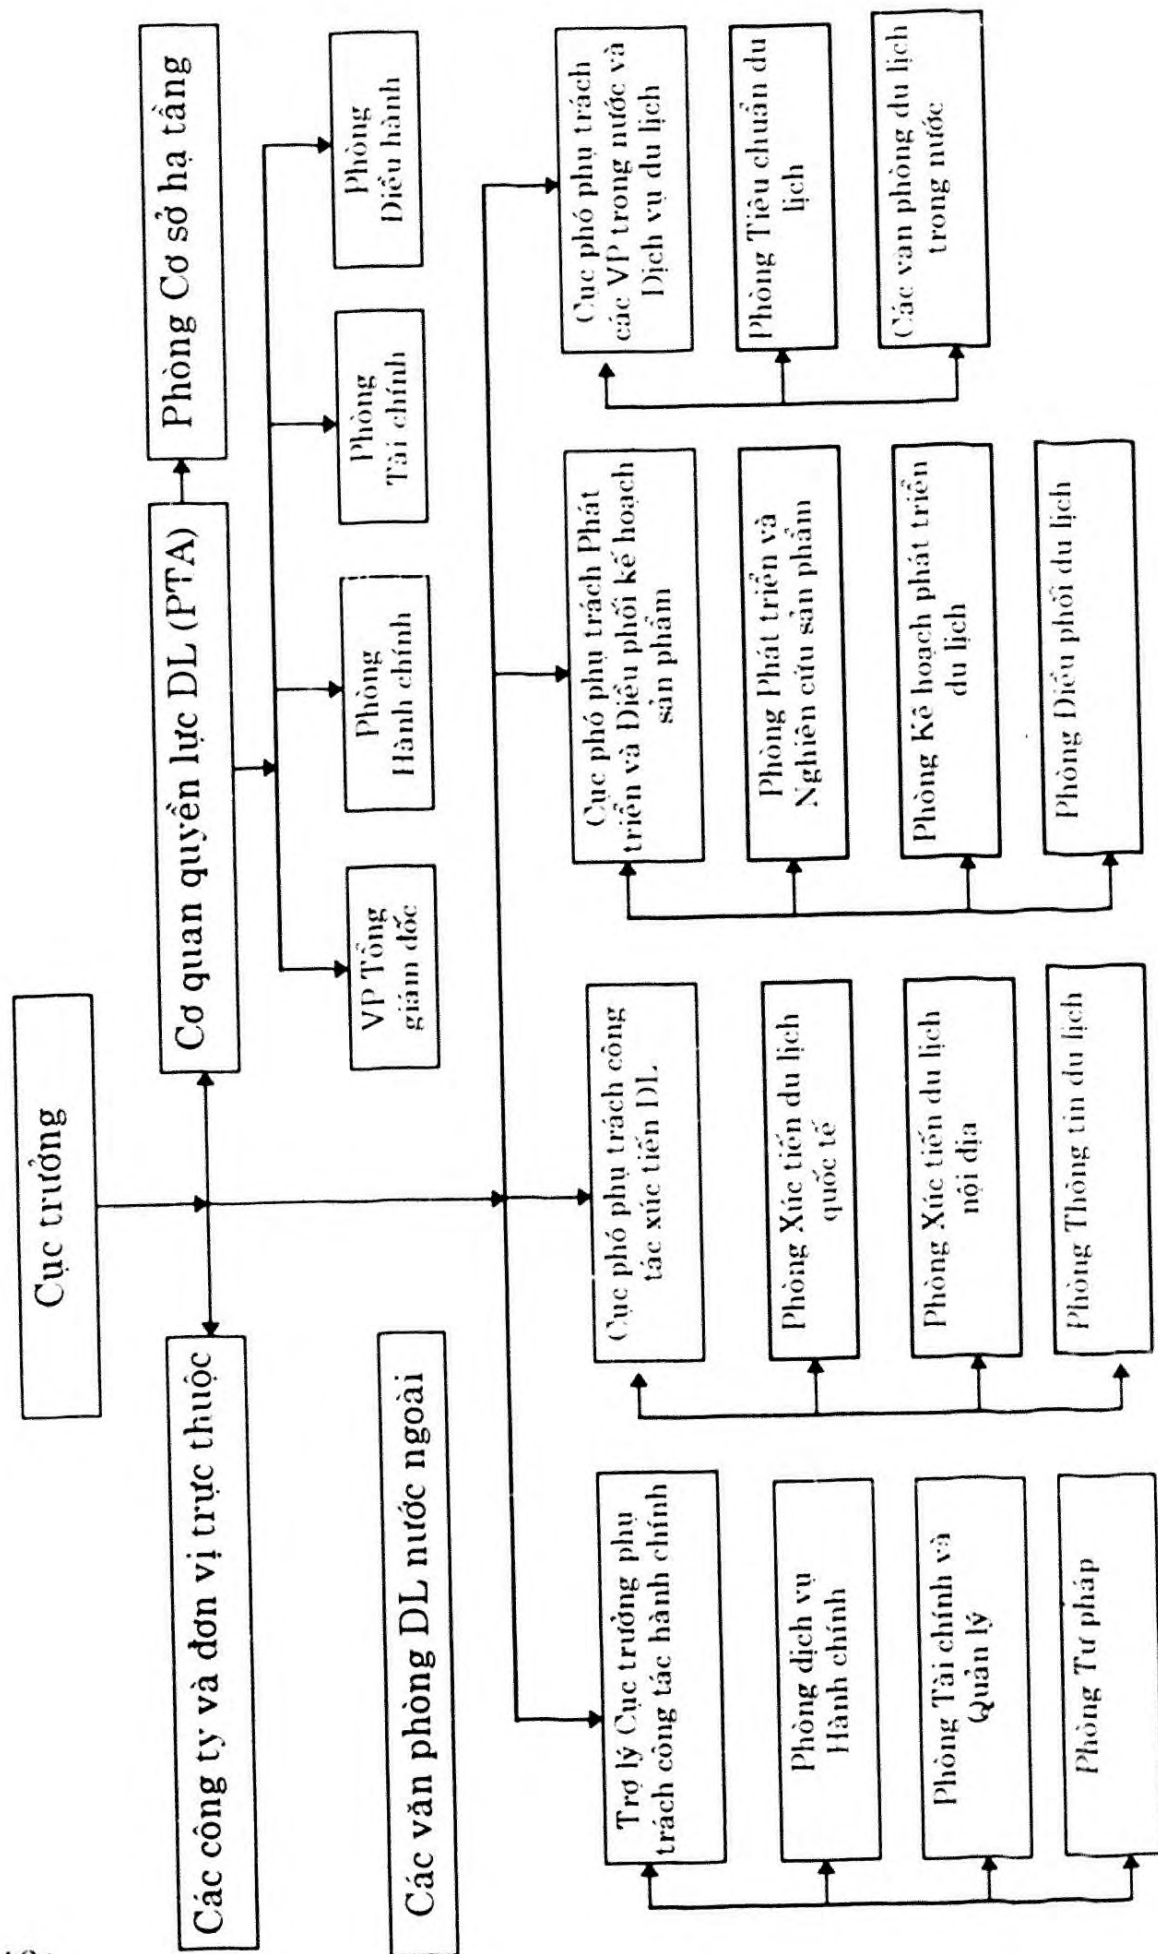 Cục trưởng
Các công ty và đơn vị trực thuộc
Cơ quan quyền lực DL (PTA)
Phòng Cơ sở hạ tầng
Các văn phòng DL nước ngoài
VP Tổng
giám đốc
Phòng
Hành chính
Phòng
Tài chính
Phòng
Điều hành
Trợ lý Cục trưởng phụ
trách công tác hành chính
Phòng dịch vụ
Hành chính
Phòng Tài chính và
Quản lý
Phòng Tư pháp
Cục phó phụ trách công
tác xúc tiến DL
Phòng Xúc tiến du lịch
quốc tế
Phòng Xúc tiến du lịch
nội địa
Phòng Thông tin du lịch
Cục phó phụ trách Phát
triển và Điều phối kế hoạch
sản phẩm
Phòng Phát triển và
Nghiên cứu sản phẩm
Phòng Kế hoạch phát triển
du lịch
Phòng Điều phối du lịch
Cục phó phụ trách
các VP trong nước và
Dịch vụ du lịch
Phòng Tiêu chuẩn du
lịch
Các van phòng du lịch
trong nước